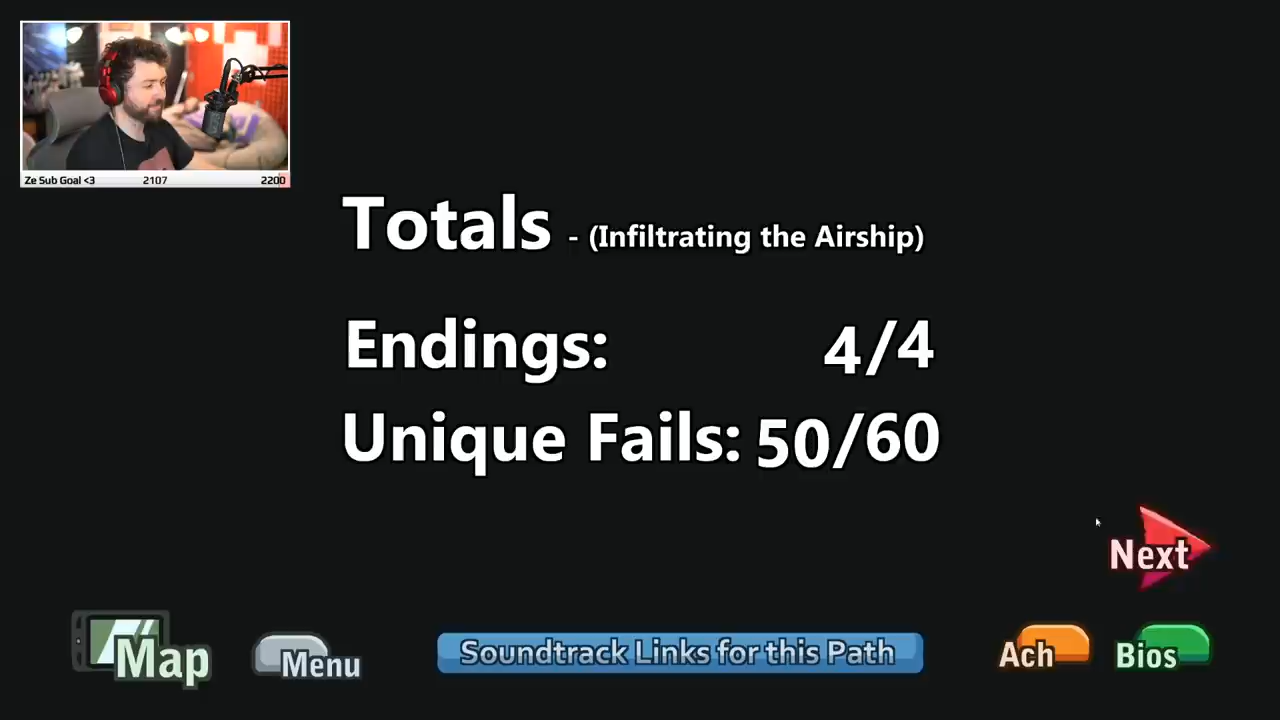 Ze Sub Goal <3 2107 2200
Totals - (Infiltrating the Airship)
Endings: 4/4
Unique Fails: 50/60
Next
Map
Menu
Soundtrack Links for this Path
Ach
Bios